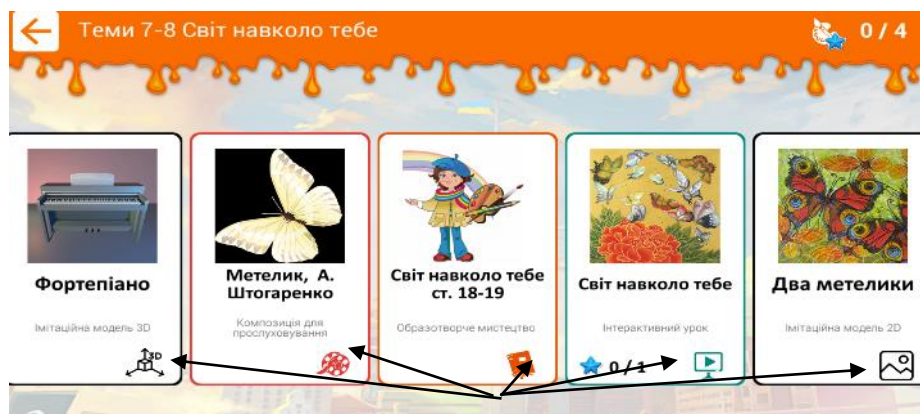 Теми 7-8 Світ навколо тебе
0 / 4
Фортепіано
Імітаційна модель 3D
3D
Метелик, А.
Штогаренко
Композиція для
прослуховування
Світ навколо тебе
ст. 18-19
Образотворче мистецтво
Світ навколо тебе
Інтерактивний урок
0 / 1
Два метелики
Імітаційна модель 2D